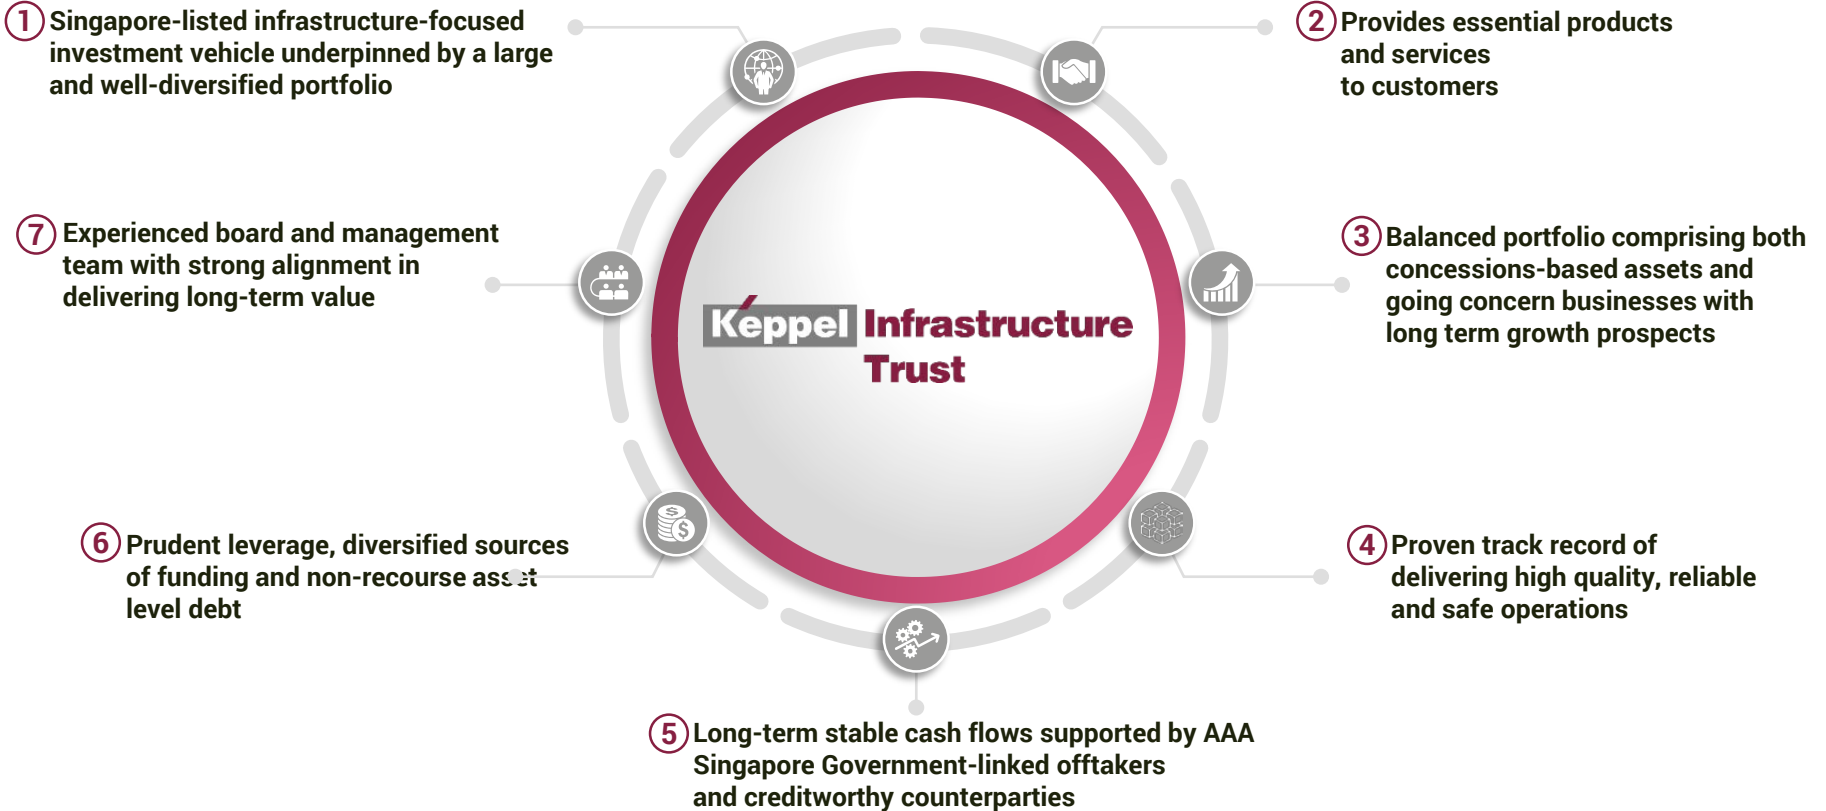 1 Singapore-listed infrastructure-focused
investment vehicle underpinned by a large
and well-diversified portfolio
2 Provides essential products
and services
to customers
3 Balanced portfolio comprising both
concessions-based assets and
going concern businesses with
long term growth prospects
4 Proven track record of
delivering high quality, reliable
and safe operations
5 Long-term stable cash flows supported by AAA
Singapore Government-linked offtakers
and creditworthy counterparties
6 Prudent leverage, diversified sources
of funding and non-recourse asset
level debt
7 Experienced board and management
team with strong alignment in
delivering long-term value
Keppel Infrastructure
Trust